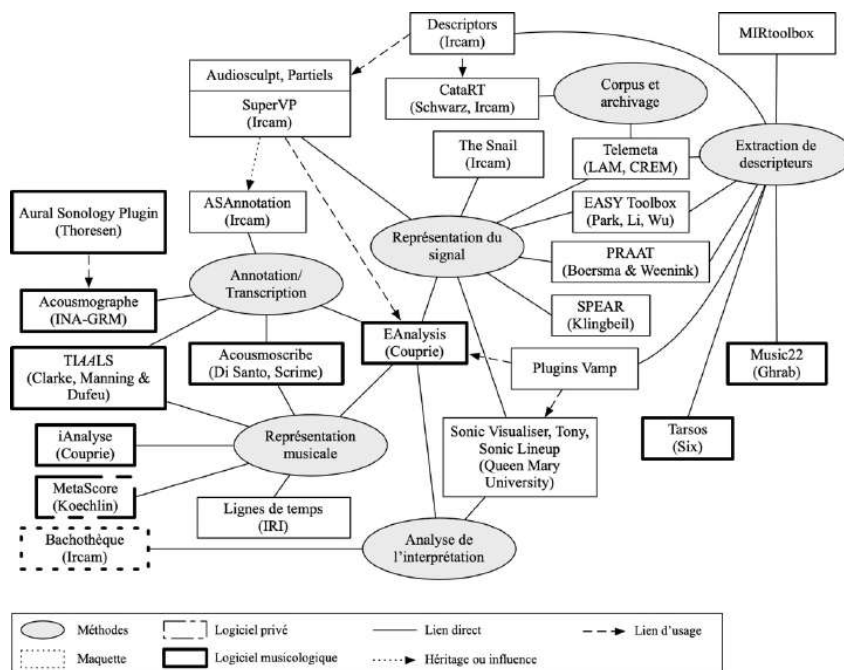 Descriptors
(Ircam)
MIRtoolbox
Audiosculpt, Partiels
SuperVP
(Ircam)
CataRT
(Schwarz, Ircam)
Corpus et
archivage
The Snail
(Ircam)
Telemeta
(LAM, CREM)
Extraction de
descripteurs
Aural Sonology Plugin
(Thoresen)
ASAnnotation
(Ircam)
EASY Toolbox
(Park, Li, Wu)
Représentation du
signal
PRAAT
(Boersma & Weenink)
Annotation/
Transcription
Acousmographe
(INA-GRM)
SPEAR
(Klingbeil)
EAnalysis
(Couprie)
TIAALS
(Clarke, Manning &
Dufeu)
Acousmoscribe
(Di Santo, Scrime)
Plugins Vamp
Music22
(Ghrab)
iAnalyse
(Couprie)
Représentation
musicale
Sonic Visualiser, Tony,
Sonic Lineup
(Queen Mary
University)
Tarsos
(Six)
MetaScore
(Koechlin)
Lignes de temps
(IRI)
Bachothèque
(Ircam)
Analyse de
l'interprétation
Méthodes
Logiciel privé
Lien direct
Lien d'usage
Maquette
Logiciel musicologique
Héritage ou influence